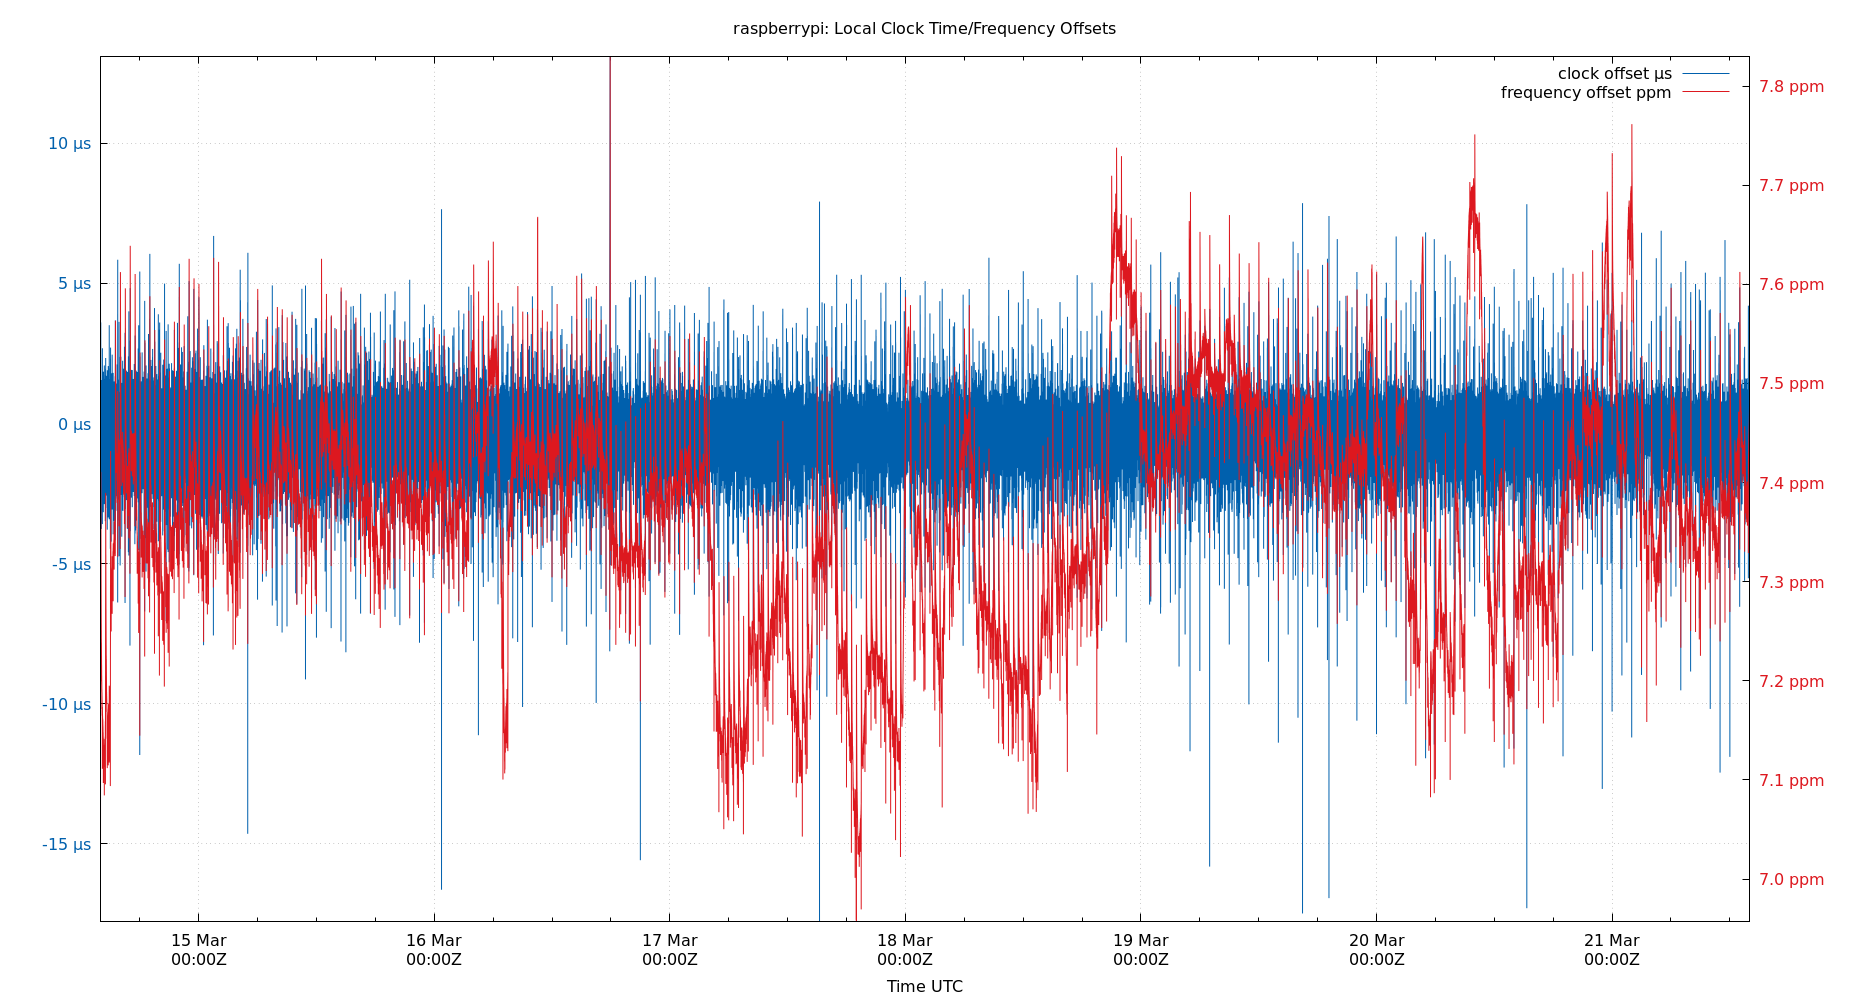 raspberrypi: Local Clock Time/Frequency Offsets
clock offset µs
frequency offset ppm
10 µs
5 µs
0 µs
-5 µs
-10 µs
-15 µs
7.8 ppm
7.7 ppm
7.6 ppm
7.5 ppm
7.4 ppm
7.3 ppm
7.2 ppm
7.1 ppm
7.0 ppm
15 Mar 16 Mar 17 Mar 18 Mar 19 Mar 20 Mar 21 Mar
00:00Z 00:00Z 00:00Z 00:00Z 00:00Z 00:00Z 00:00Z
Time UTC